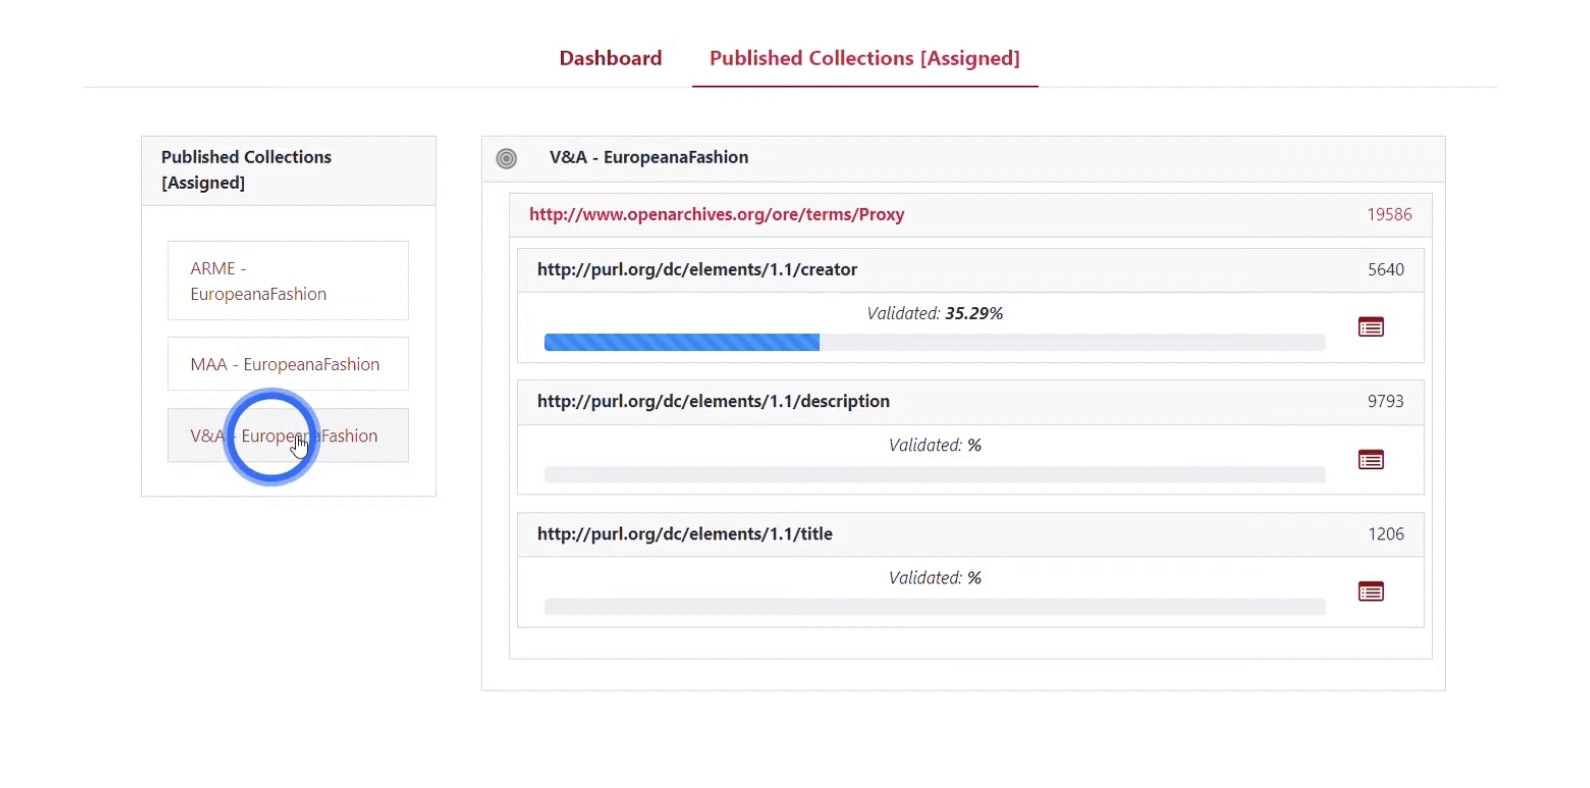 Dashboard
Published Collections [Assigned]
Published Collections
[Assigned]
ARME -
EuropeanaFashion
MAA - EuropeanaFashion
V&A - EuropeanaFashion
V&A - EuropeanaFashion
http://www.openarchives.org/ore/terms/Proxy 19586
http://purl.org/dc/elements/1.1/creator 5640
Validated: 35.29%
http://purl.org/dc/elements/1.1/description 9793
Validated: %
http://purl.org/dc/elements/1.1/title 1206
Validated: %